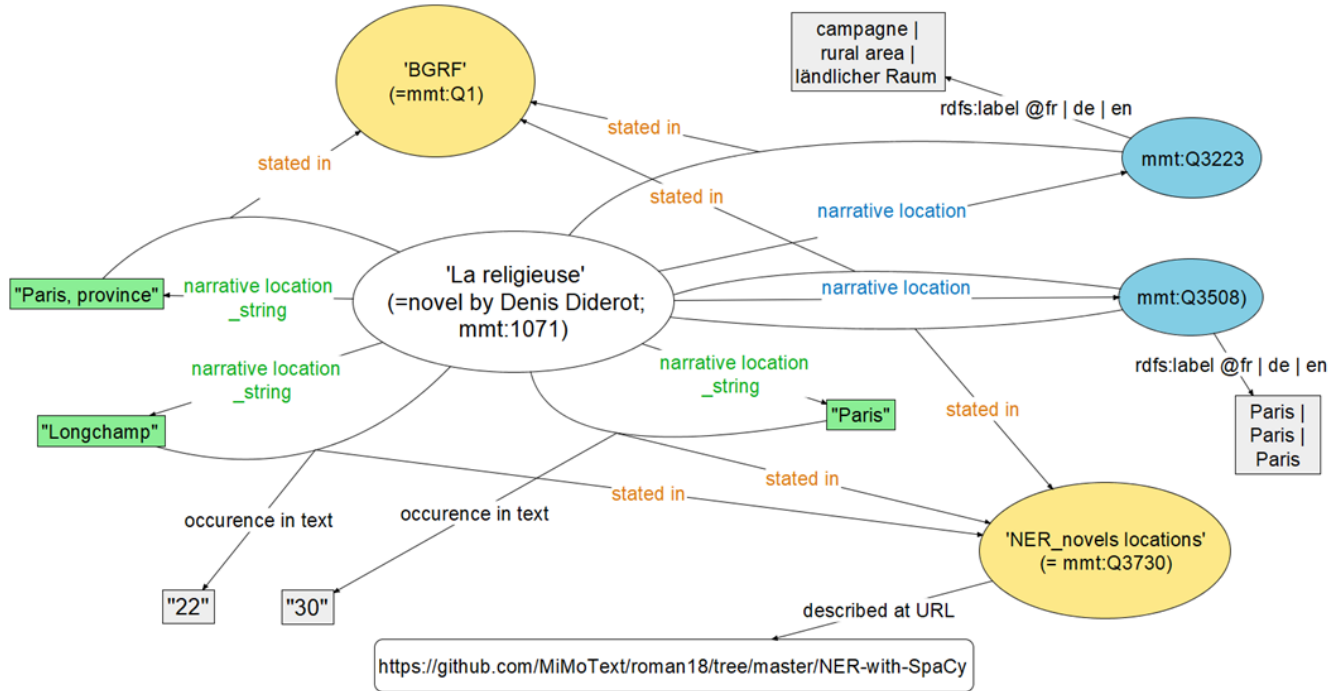 campagne |
rural area |
ländlicher Raum
'BGRF'
(=mmt:Q1)
rdfs:label @fr | de | en
stated in
stated in
mmt:Q3223
stated in
narrative location
'La religieuse'
(=novel by Denis Diderot;
mmt:1071)
"Paris, province"
narrative location
_string
narrative location
mmt:Q3508)
narrative location
_string
narrative location
_string
rdfs:label @fr | de | en
"Longchamp"
"Paris"
stated in
Paris |
Paris |
Paris
stated in
stated in
occurence in text
occurence in text
'NER_novels locations'
(= mmt:Q3730)
"22"
"30"
described at URL
https://github.com/MiMoText/roman18/tree/master/NER-with-SpaCy